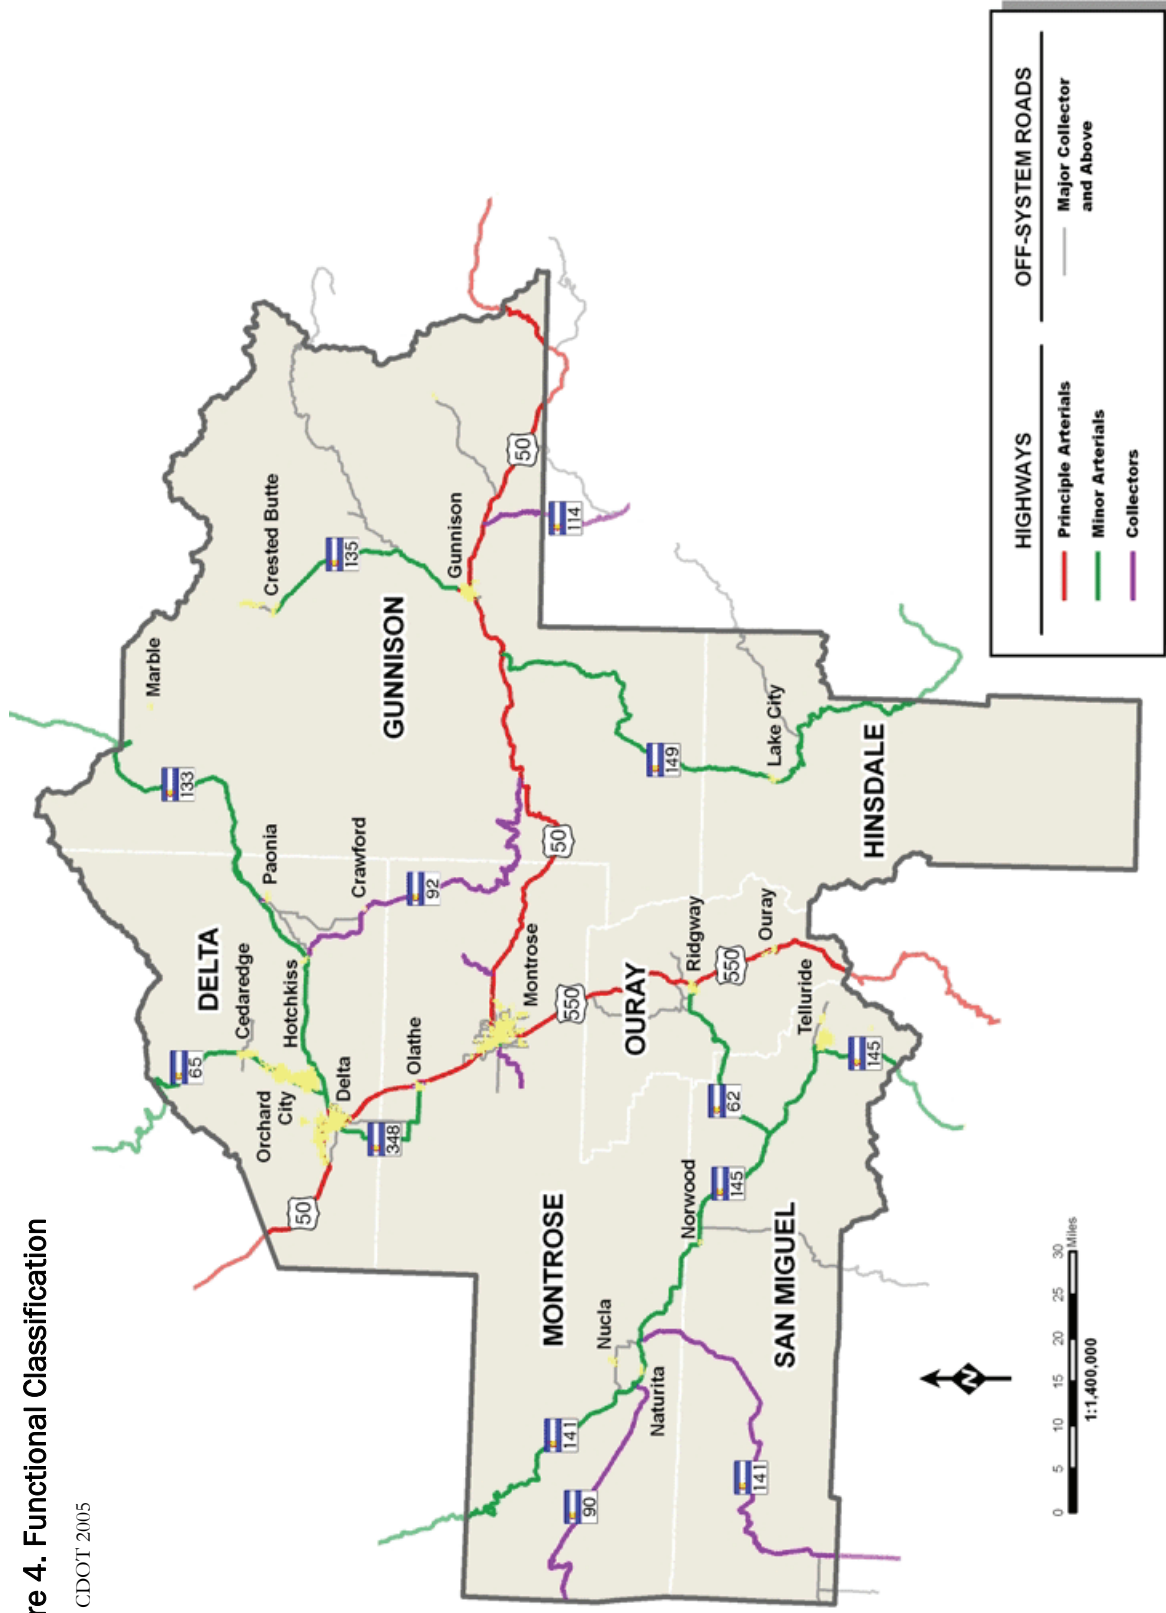 re 4. Functional Classification
CDOT 2005
65
133
Marble
Crested Butte
135
DELTA
Cedaredge
Paonia
Orchard
City
Hotchkiss
Crawford
GUNNISON
Gunnison
50
Delta
348
Olathe
92
50
114
50
Montrose
550
MONTROSE
141
90
Nucla
Naturita
Norwood
145
62
OURAY
Ridgway
550
Ouray
149
Lake City
HINSDALE
SAN MIGUEL
141
Telluride
145
N
0 5 10 15 20 25 30
Miles
1:1,400,000
HIGHWAYS
Principle Arterials
Minor Arterials
Collectors
OFF-SYSTEM ROADS
Major Collector
and Above